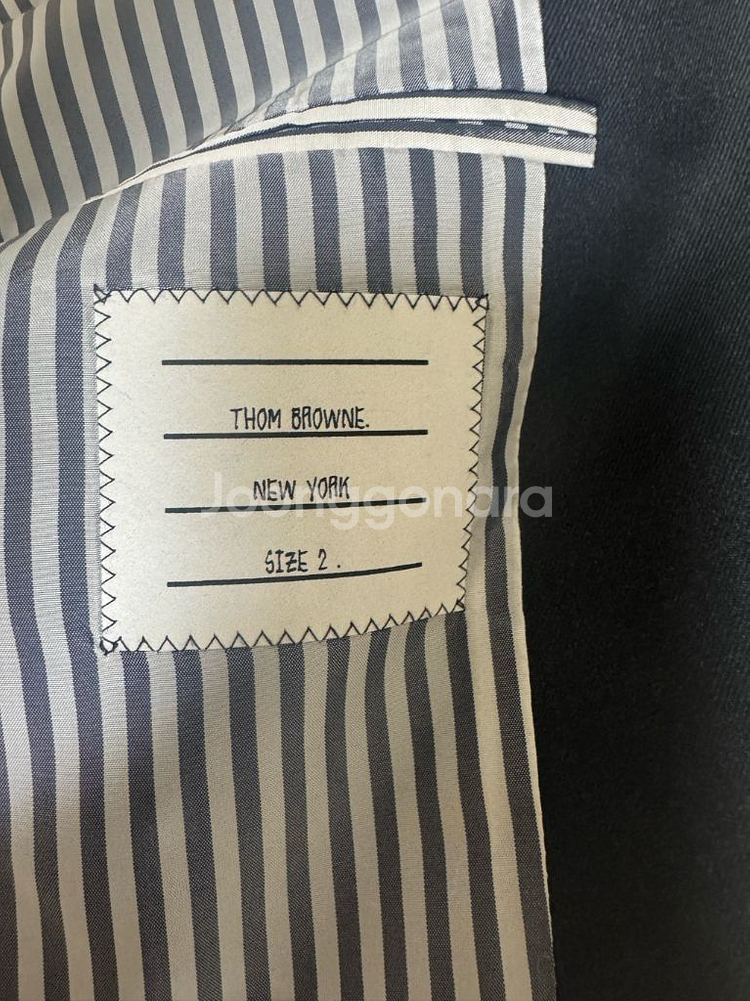 THOM BROWNE.
NEW YORK
Joonggonara
SIZE 2.